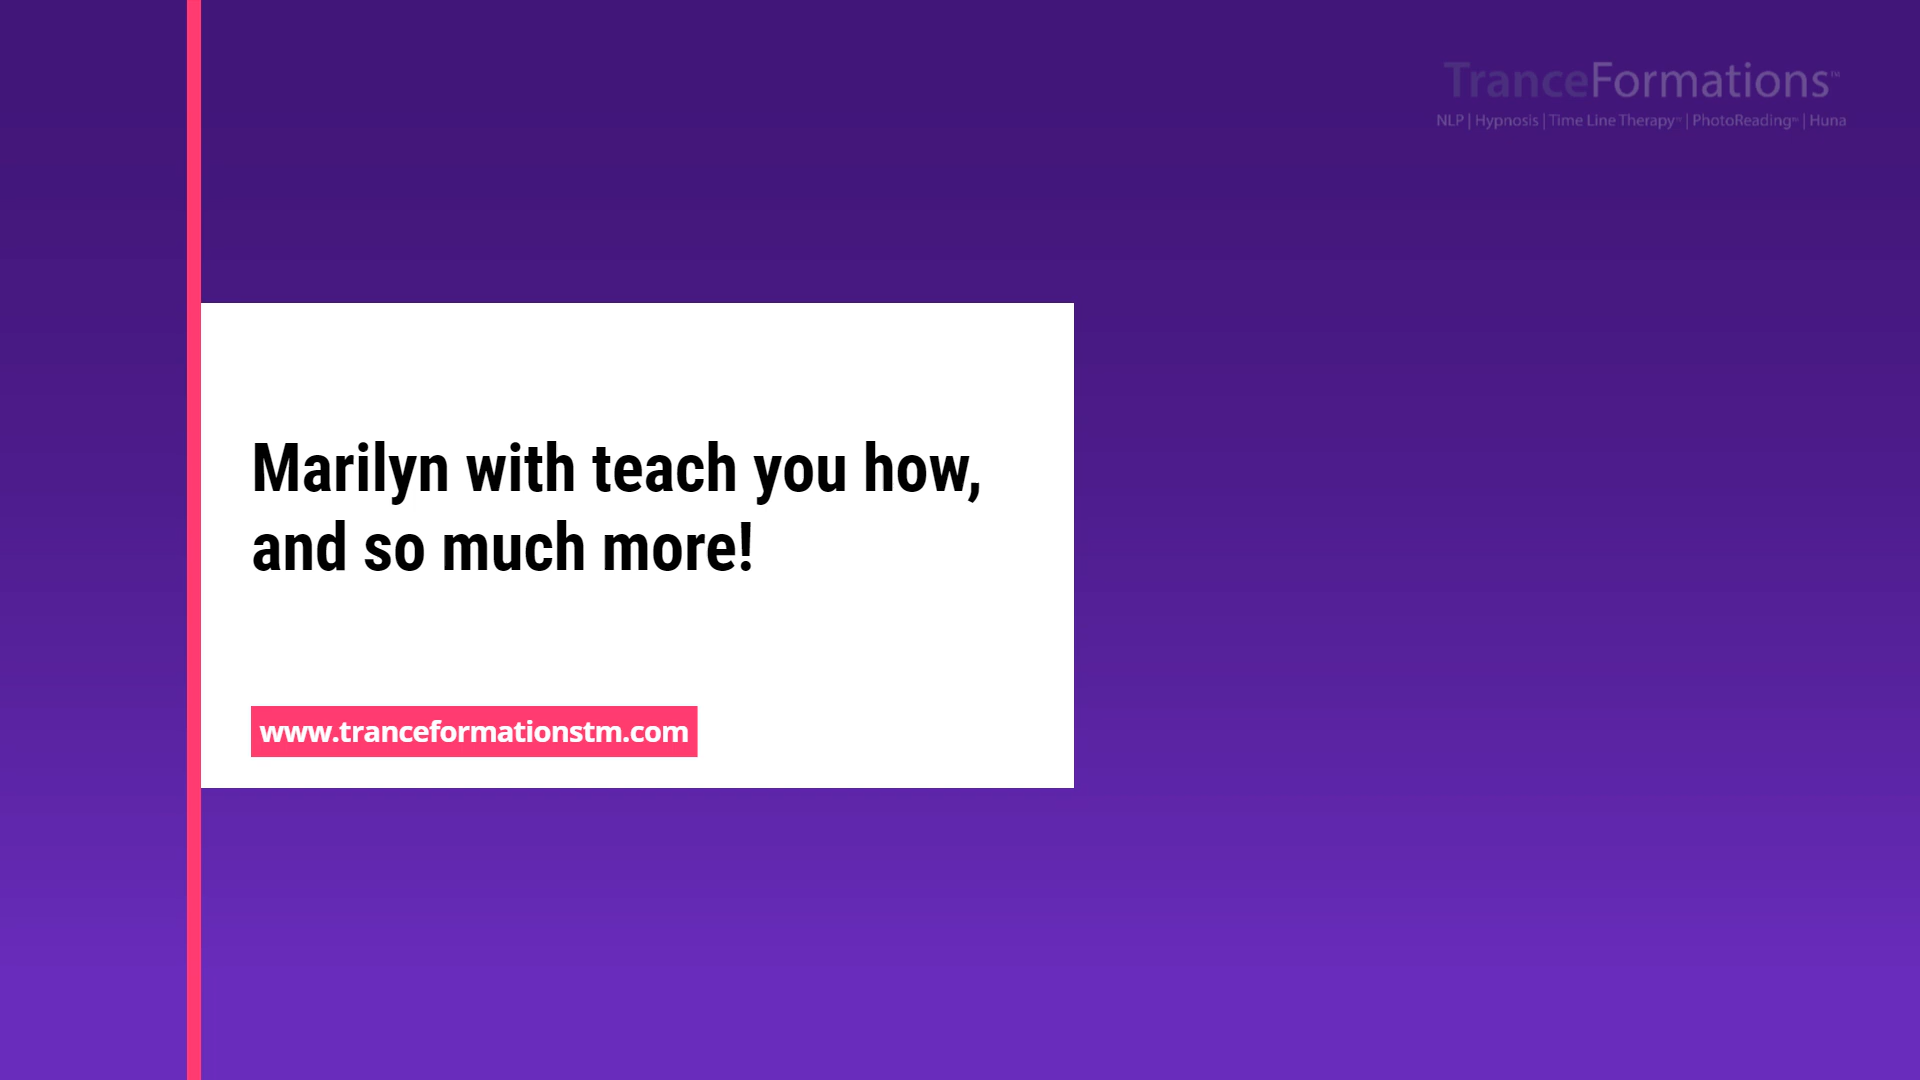 TranceFormations™
NLP | Hypnosis | Time Line Therapy™ | PhotoReading™ | Huna
Marilyn with teach you how,
and so much more!
www.tranceformationstm.com